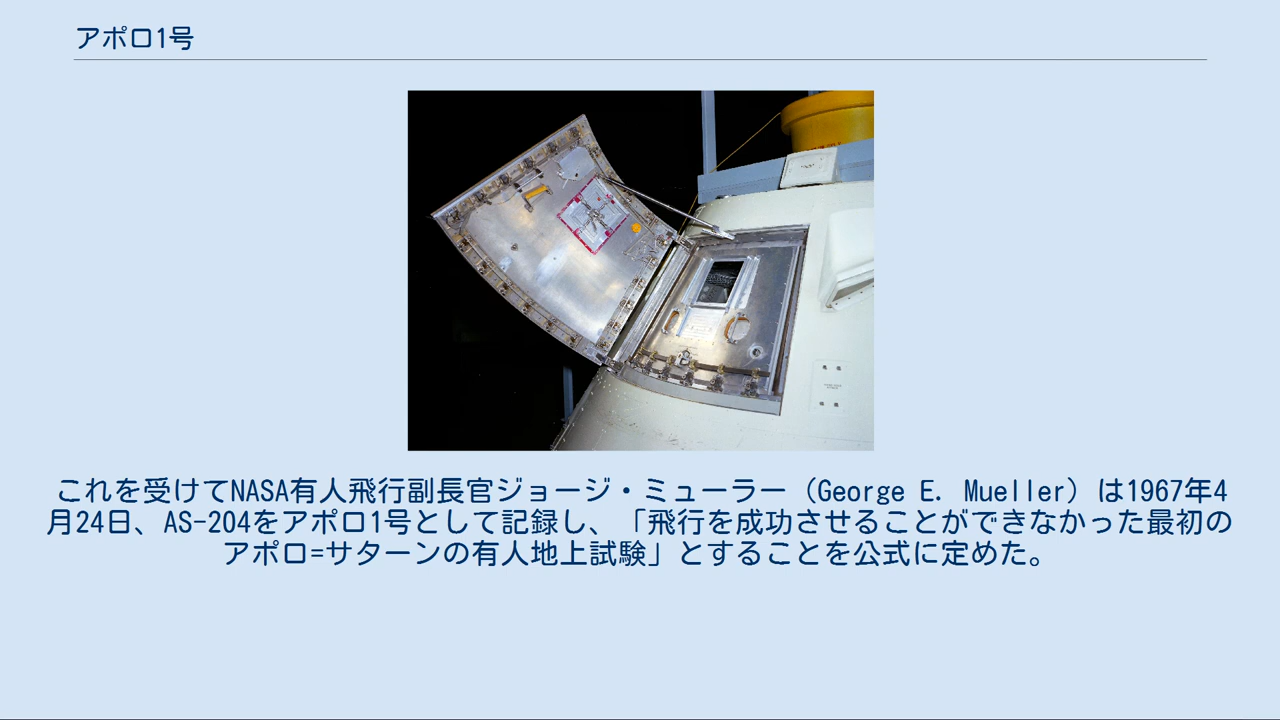 アポロ1号
これを受けてNASA有人飛行副長官ジョージ・ミューラー（George E. Mueller）は1967年4
月24日、AS-204をアポロ1号として記録し、「飛行を成功させることができなかった最初の
アポロ=サターンの有人地上試験」とすることを公式に定めた。